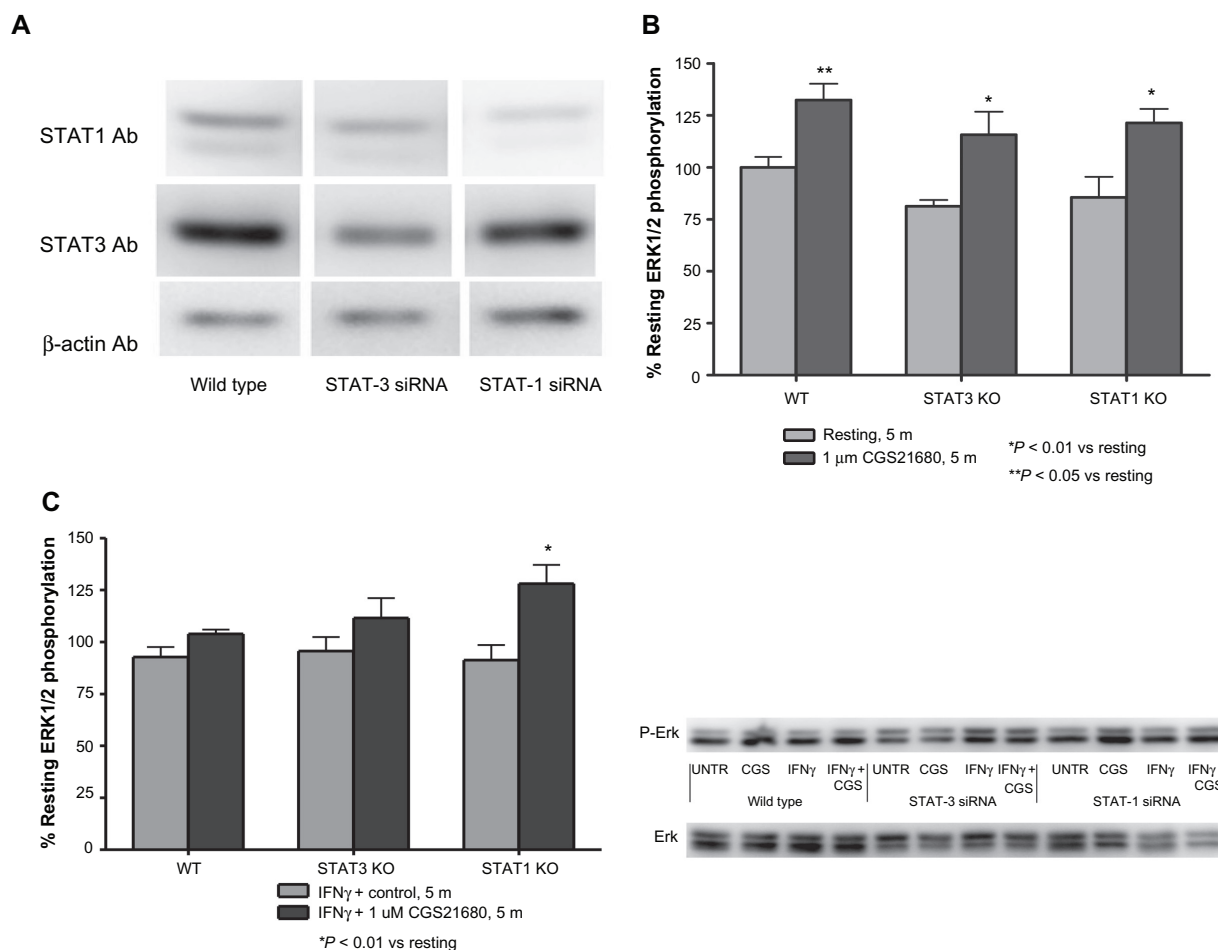 A
STAT1 Ab
STAT3 Ab
β-actin Ab
Wild type STAT-3 siRNA STAT-1 siRNA
B
% Resting ERK1/2 phosphorylation
150
125
100
75
50
25
0
** * *
WT STAT3 KO STAT1 KO
Resting, 5 m
1 μm CGS21680, 5 m
*P < 0.01 vs resting
**P < 0.05 vs resting
C
% Resting ERK1/2 phosphorylation
150
125
100
75
50
25
0
*
WT STAT3 KO STAT1 KO
IFNγ + control, 5 m
IFNγ + 1 uM CGS21680, 5 m
*P < 0.01 vs resting
P-Erk
UNTR CGS IFNγ IFNγ + CGS UNTR CGS IFNγ IFNγ + CGS UNTR CGS IFNγ IFNγ CGS
Wild type STAT-3 siRNA STAT-1 siRNA
Erk